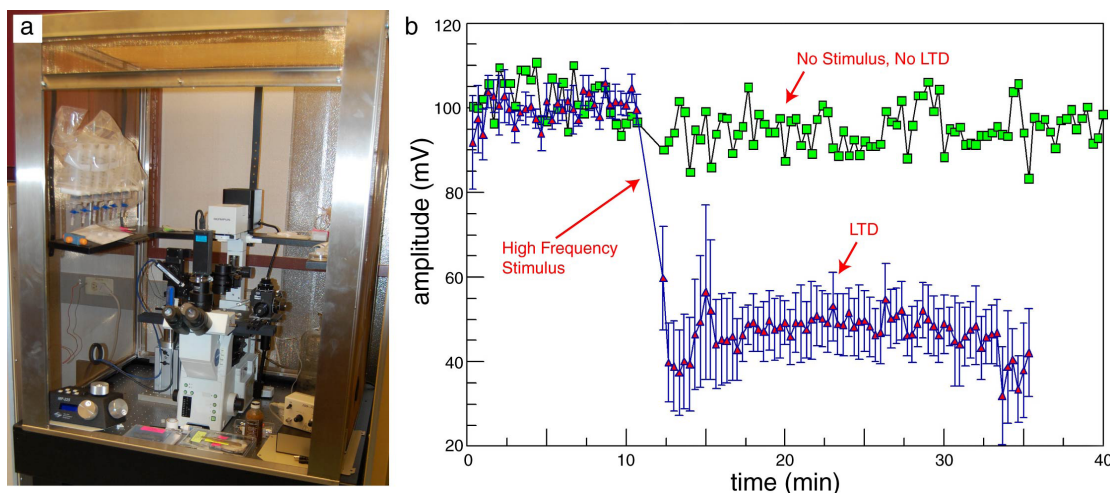 a
b
120
100
80
60
40
20
amplitude (mV)
No Stimulus, No LTD
High Frequency
Stimulus
LTD
0
10
20
30
40
time (min)